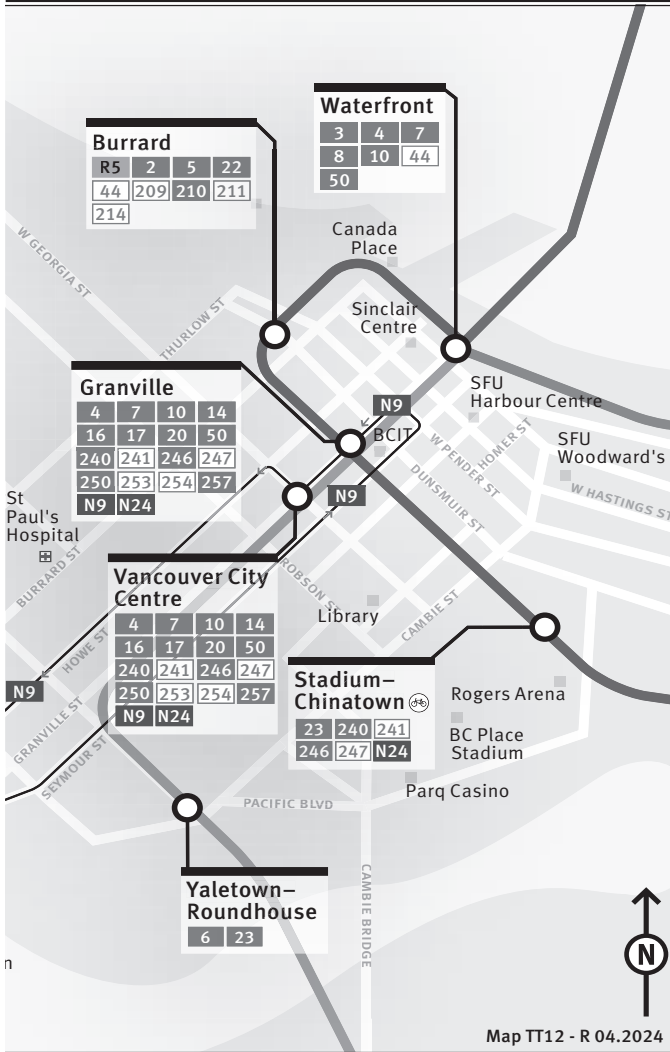 Waterfront
3 4 7
8 10 44
50
Burrard
R5 2 5 22
44 209 210 211
214
Canada
Place
W GEORGIA ST
THURLOW ST
Sinclair
Centre
Granville
4 7 10 14
16 17 20 50
240 241 246 247
250 253 254 257
N9 N24
N9
BCIT
SFU
Harbour Centre
W PENDER ST
HOMER ST
SFU
Woodward's
DUNSMUIR ST
W HASTINGS ST
N9
St
Paul's
Hospital
BURRARD ST
Vancouver City
Centre
4 7 10 14
16 17 20 50
240 241 246 247
250 253 254 257
N9 N24
ROBSON ST
Library
CAMBIE ST
HOWE ST
N9
GRANVILLE ST
SEYMOUR ST
Stadium–
Chinatown
23 240 241
246 247 N24
Rogers Arena
BC Place
Stadium
Parq Casino
PACIFIC BLVD
CAMBIE BRIDGE
Yaletown–
Roundhouse
6 23
n
N
Map TT12 - R 04.2024